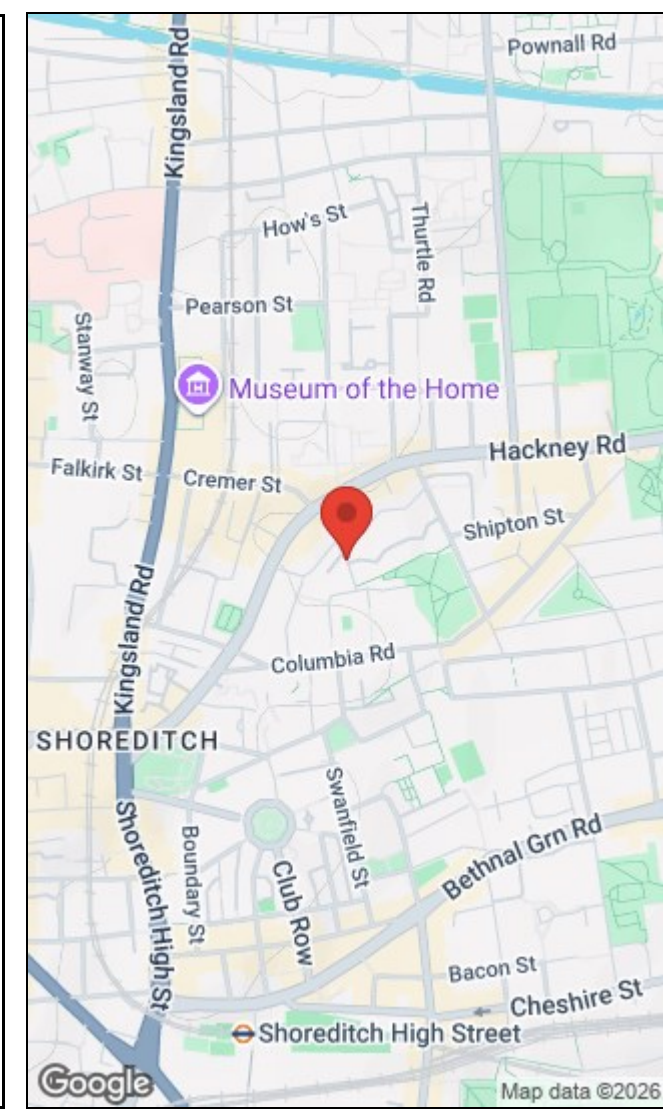 Pownall Rd
Kingsland Rd
How's St
Thurtle Rd
Pearson St
Stanway St
Museum of the Home
Hackney Rd
Falkirk St
Cremer St
Shipton St
Kingsland Rd
Columbia Rd
SHOREDITCH
Swanfield St
Shoreditch High St
Boundary St
Club Row
Bethnal Grn Rd
Bacon St
Cheshire St
Shoreditch High Street
Google
Map data ©2026